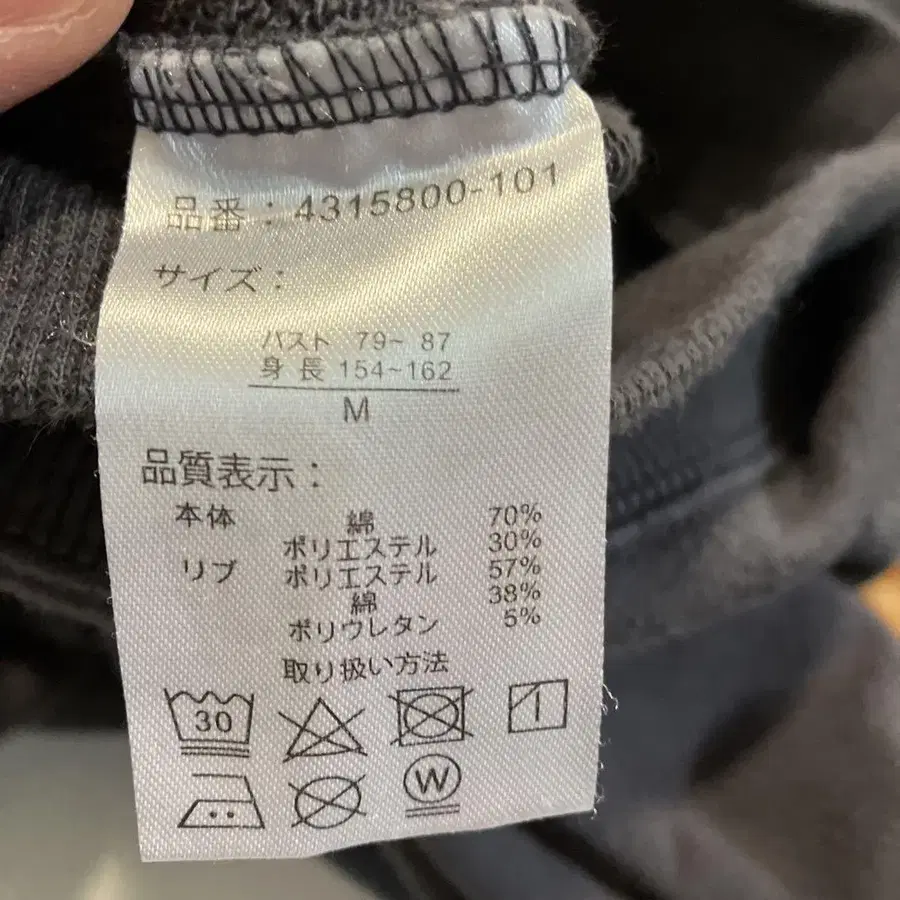 品番：4315800-101
サイズ：
バスト 79~ 87
身長 154~162
M
品質表示：
本体 綿 70%
ポリエステル 30%
リブ ポリエステル 57%
綿 38%
ポリウレタン 5%
取り扱い方法
30
W